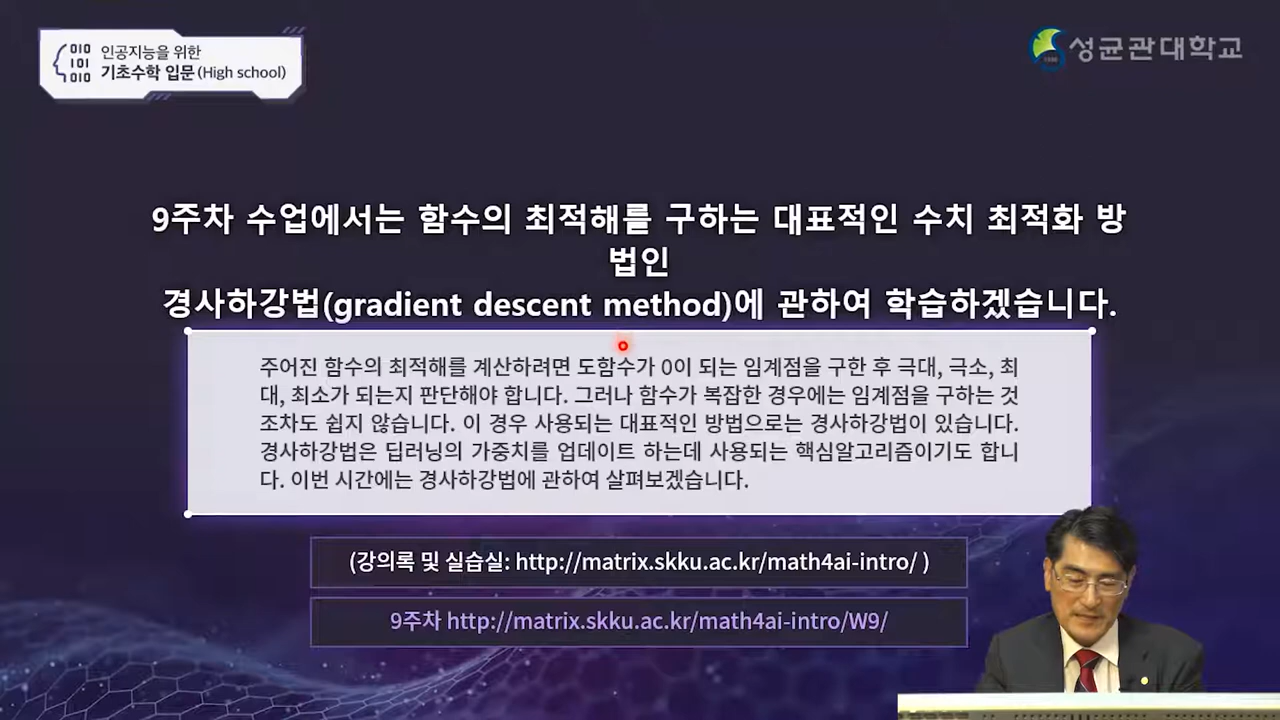 010
101
010
인공지능을 위한
기초수학 입문(High school)
성균관대학교
9주차 수업에서는 함수의 최적해를 구하는 대표적인 수치 최적화 방
법인
경사하강법(gradient descent method)에 관하여 학습하겠습니다.
주어진 함수의 최적해를 계산하려면 도함수가 0이 되는 임계점을 구한 후 극대, 극소, 최
대, 최소가 되는지 판단해야 합니다. 그러나 함수가 복잡한 경우에는 임계점을 구하는 것
조차도 쉽지 않습니다. 이 경우 사용되는 대표적인 방법으로는 경사하강법이 있습니다.
경사하강법은 딥러닝의 가중치를 업데이트 하는데 사용되는 핵심알고리즘이기도 합니
다. 이번 시간에는 경사하강법에 관하여 살펴보겠습니다.
(강의록 및 실습실: http://matrix.skku.ac.kr/math4ai-intro/ )
9주차 http://matrix.skku.ac.kr/math4ai-intro/W9/